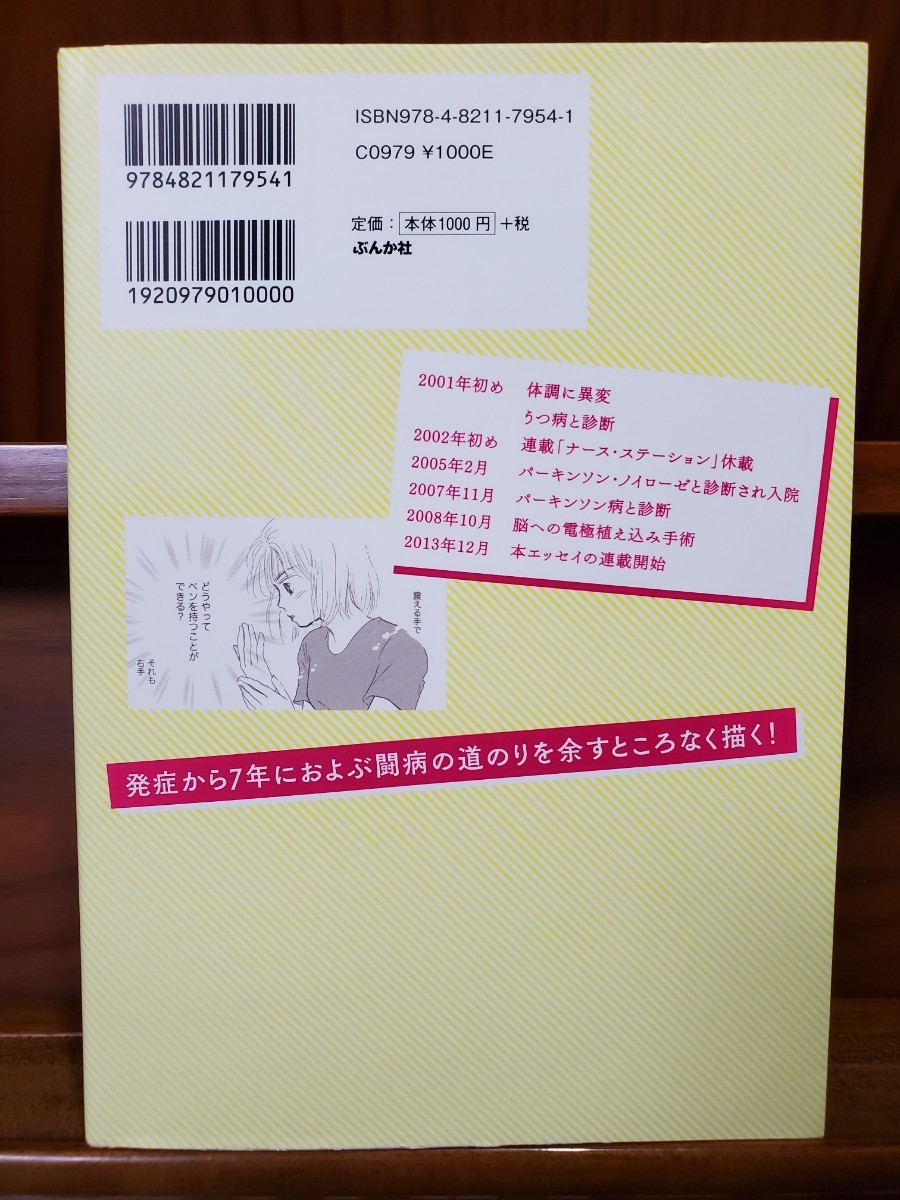 ISBN978-4-8211-7954-1
9784821179541
C0979 ¥1000E
定価：本体1000円＋税
ぶんか社
1920979010000
2001年初め 体調に異変
うつ病と診断
2002年初め 連載「ナース・ステーション」休載
2005年2月 パーキンソン・ノイローゼと診断され入院
2007年11月 パーキンソン病と診断
2008年10月 脳への電極植え込み手術
2013年12月 本エッセイの連載開始
震える手で
どうやって
ペンを持つことが
できる？
それも
右手
発症から7年におよぶ闘病の道のりを余すところなく描く！